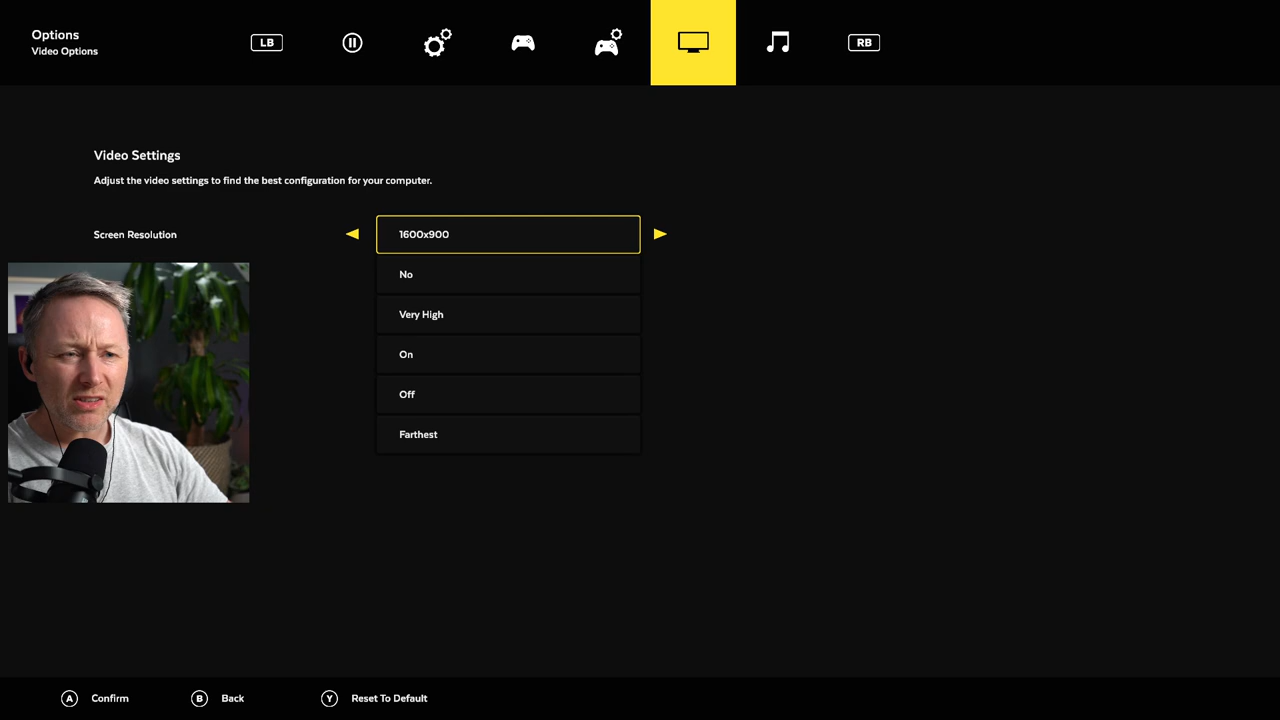 Options
Video Options
LB
RB
Video Settings
Adjust the video settings to find the best configuration for your computer.
Screen Resolution
1600x900
No
Very High
On
Off
Farthest
A Confirm
B Back
Y Reset To Default